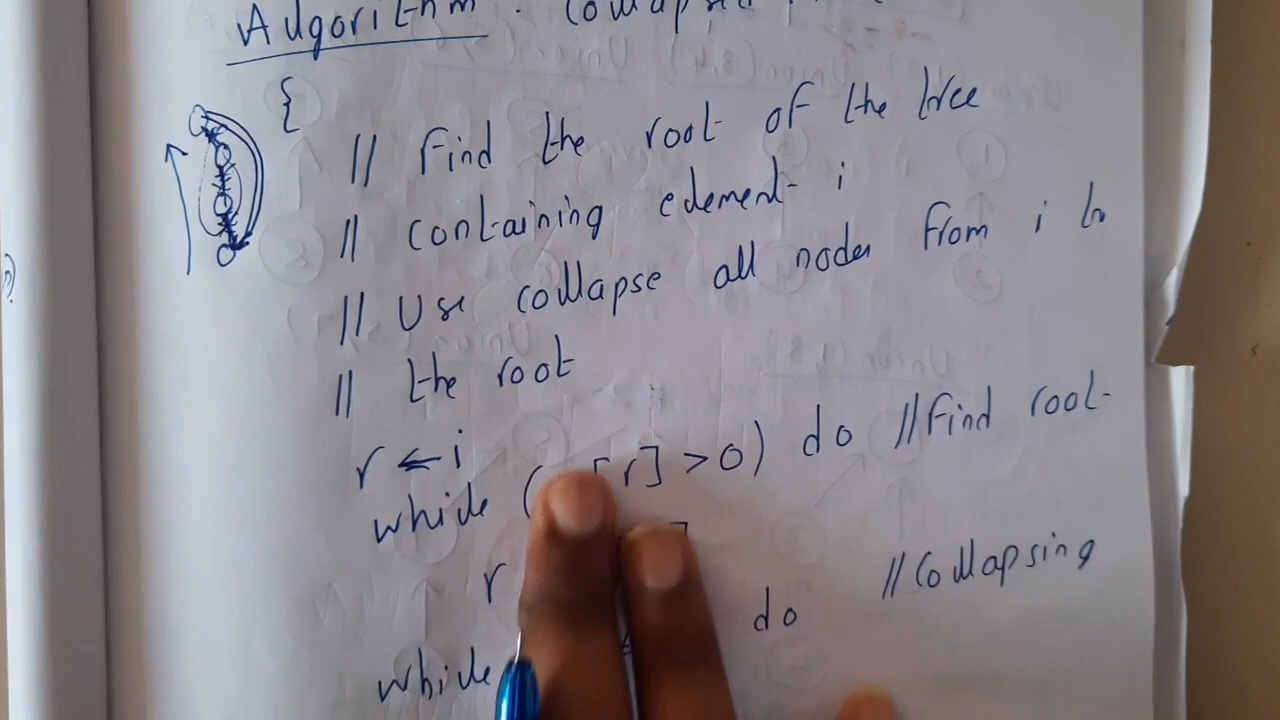 Algorithm :
{
// Find the root of the tree
// containing element i
// Use collapse all nodes from i to
// the root
r ← i
while ( [r] >0) do //Find root
r ]
while do //Collapsing